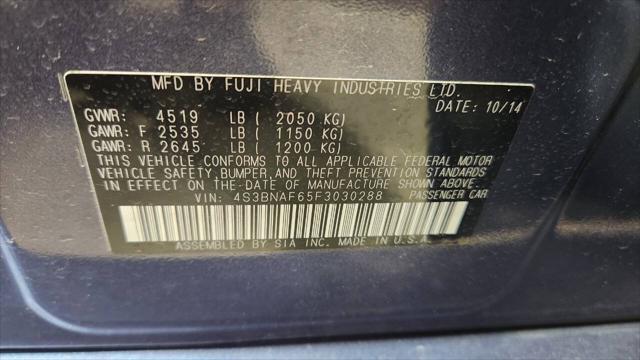 MFD BY FUJI HEAVY INDUSTRIES LTD.
DATE: 10/14
GVWR: 4519 LB ( 2050 KG)
GAWR: F 2535 LB ( 1150 KG)
GAWR: R 2645 LB ( 1200 KG)
THIS VEHICLE CONFORMS TO ALL APPLICABLE FEDERAL MOTOR
VEHICLE SAFETY, BUMPER, AND THEFT PREVENTION STANDARDS
IN EFFECT ON THE-DATE OF MANUFACTURE SHOWN ABOVE.
VIN: 4S3BNAF65F3030288 PASSENGER CAR
ASSEMBLED BY SIA INC. MADE IN U.S.A.